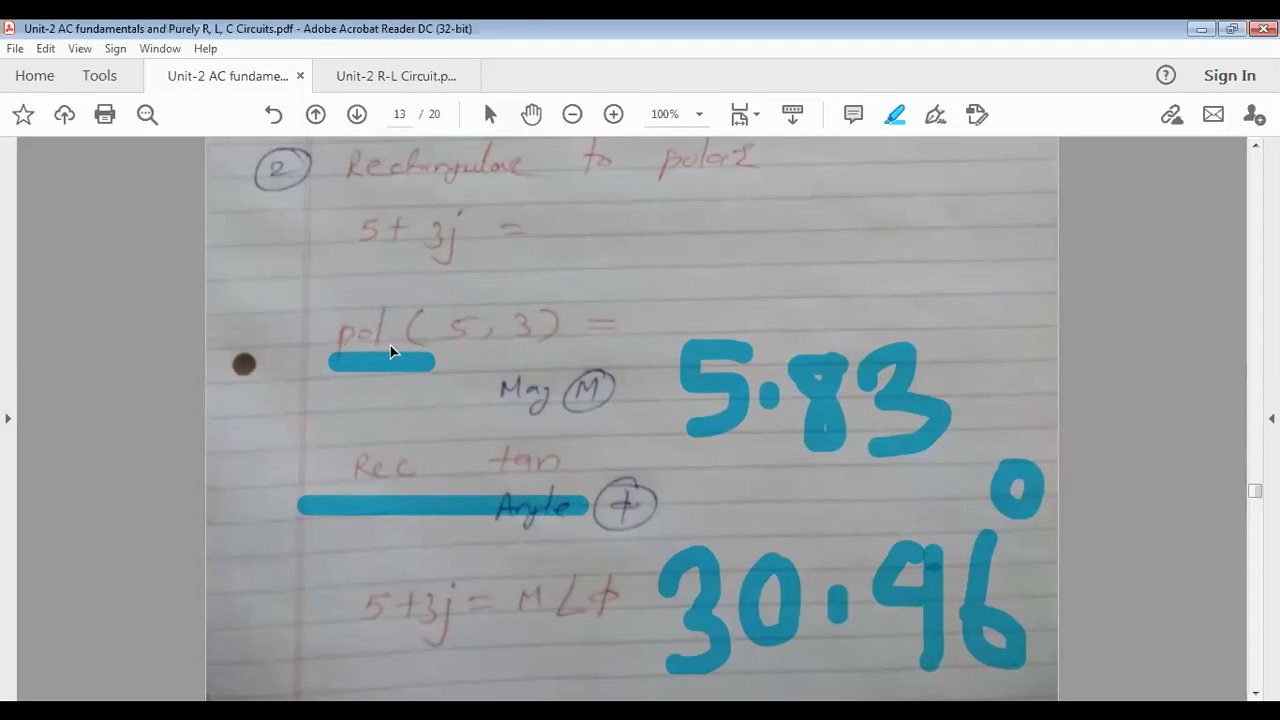 Unit-2 AC fundamentals and Purely R, L, C Circuits.pdf - Adobe Acrobat Reader DC (32-bit)
File Edit View Sign Window Help
Home Tools Unit-2 AC fundame... × Unit-2 R-L Circuit.p... Sign In
13 / 20 100%
2 Rectangular to polar
5+ 3j =
pol ( 5, 3) =
Mag M 5.83
Rec tan
Angle ϕ 0
5+3j = M ∠ ϕ 30.96